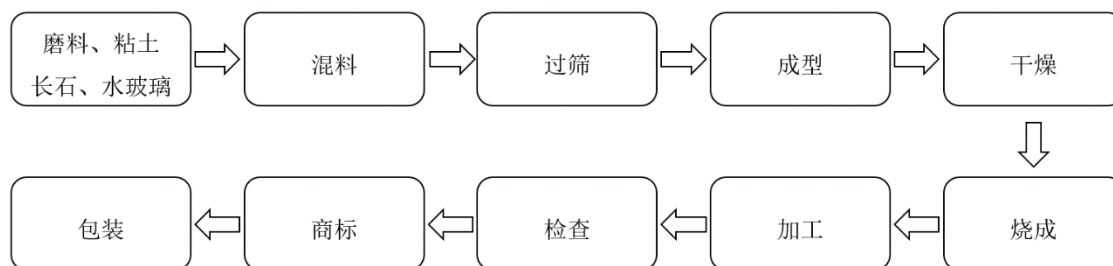 磨料、粘土
长石、水玻璃
混料
过筛
成型
干燥
烧成
加工
检查
商标
包装